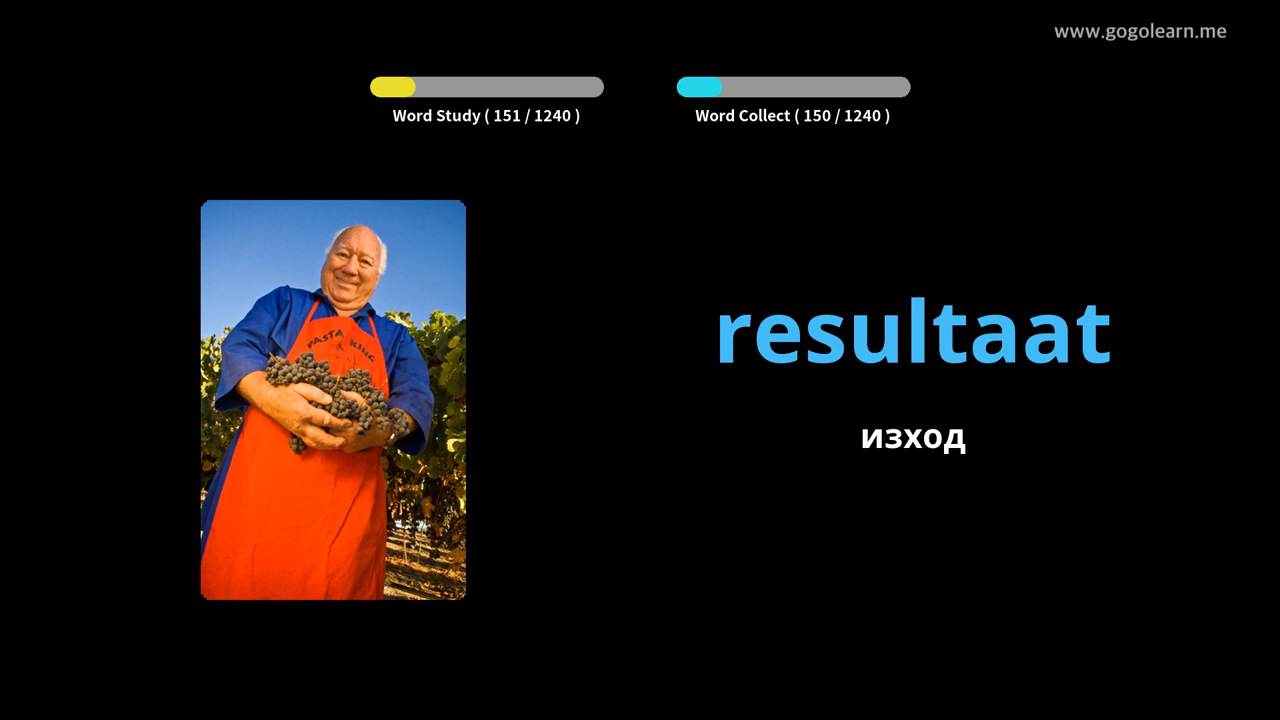 www.gogolearn.me
Word Study ( 151 / 1240 )
Word Collect ( 150 / 1240 )
PASTA KING
resultaat
изход